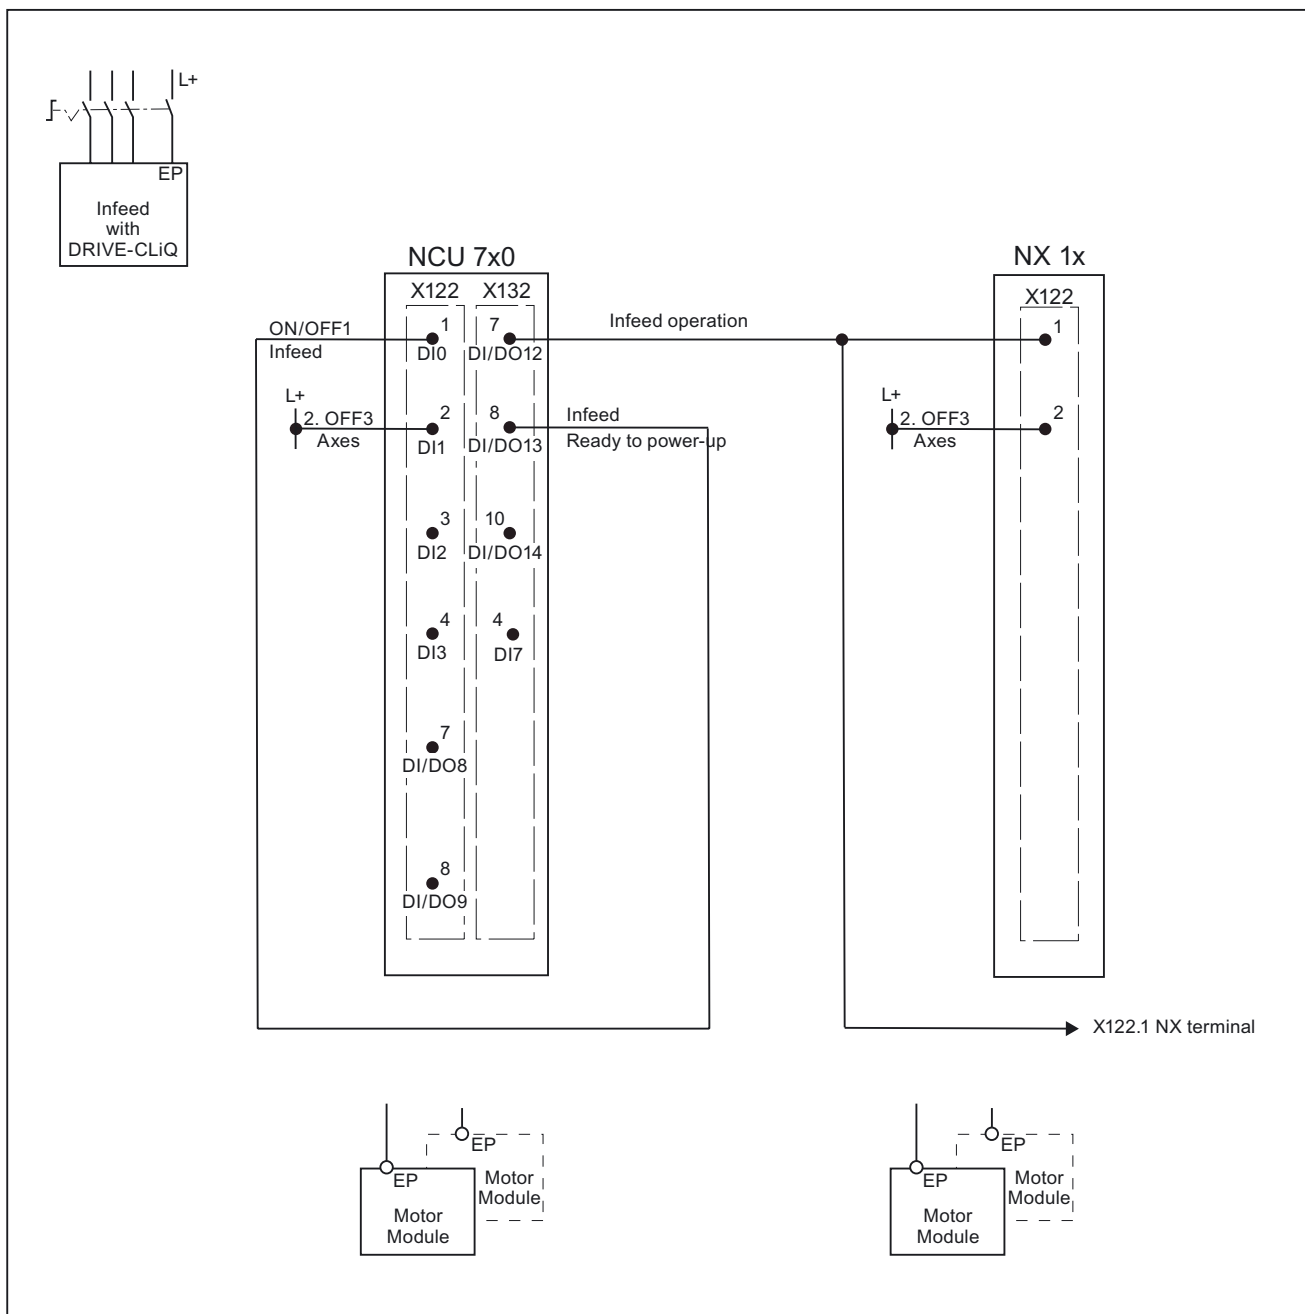 L+
EP
Infeed
with
DRIVE-CLiQ
NCU 7x0
NX 1x
X122
X132
X122
ON/OFF1
Infeed
1
DI0
7
DI/DO12
Infeed operation
1
L+
2. OFF3
Axes
2
DI1
8
DI/DO13
Infeed
Ready to power-up
L+
2. OFF3
Axes
2
3
DI2
10
DI/DO14
4
DI3
4
DI7
7
DI/DO8
8
DI/DO9
X122.1 NX terminal
EP
Motor
Module
EP
Motor
Module
EP
Motor
Module
EP
Motor
Module